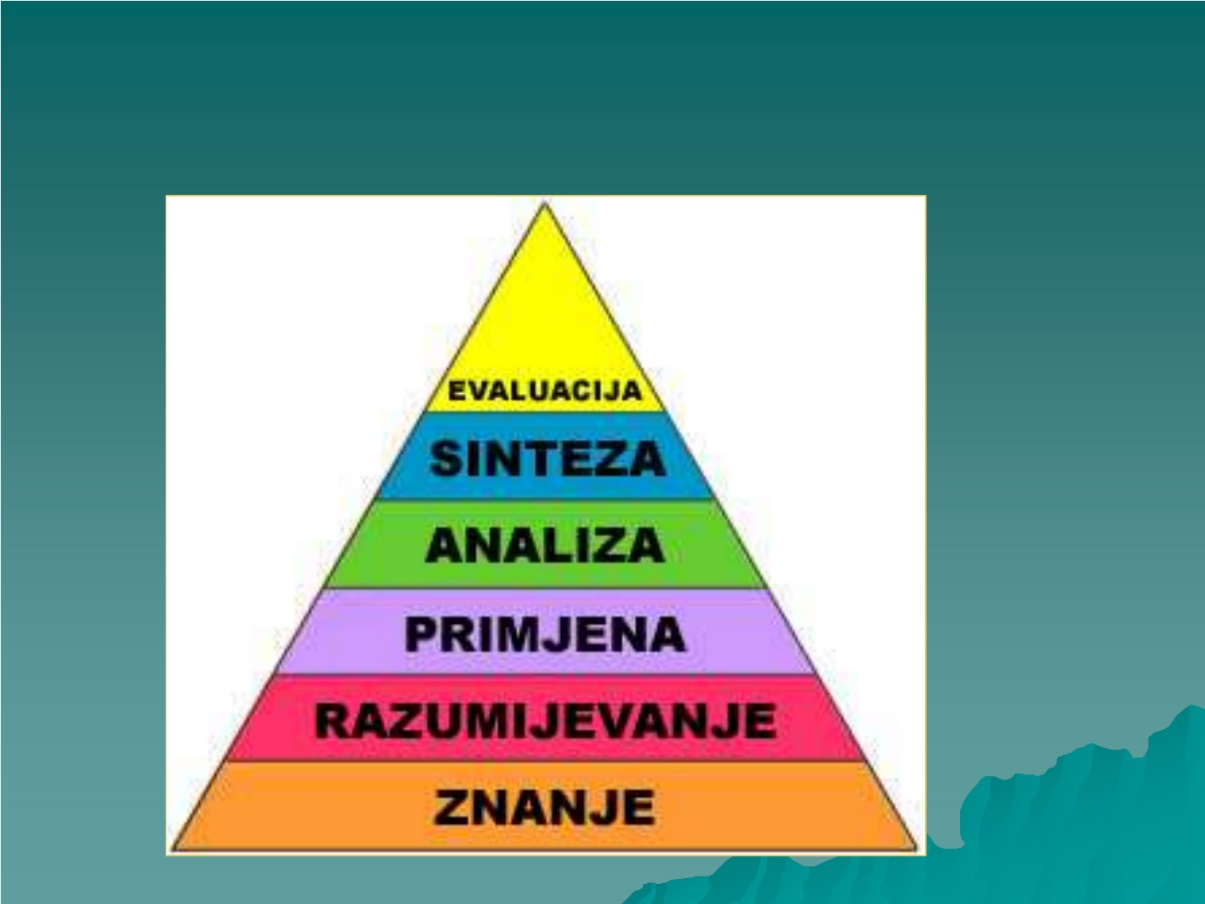 EVALUACIJA
SINTEZA
ANALIZA
PRIMJENA
RAZUMIJEVANJE
ZNANJE